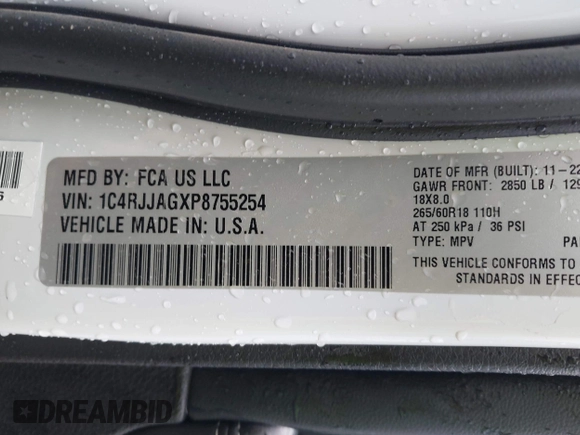 MFD BY: FCA US LLC
VIN: 1C4RJJAGXP8755254
VEHICLE MADE IN: U.S.A.
DATE OF MFR (BUILT): 11-22
GAWR FRONT: 2850 LB / 129
18X8.0
265/60R18 110H
AT 250 kPa / 36 PSI
TYPE: MPV PA
THIS VEHICLE CONFORMS TO
STANDARDS IN EFFEC
DREAMBID